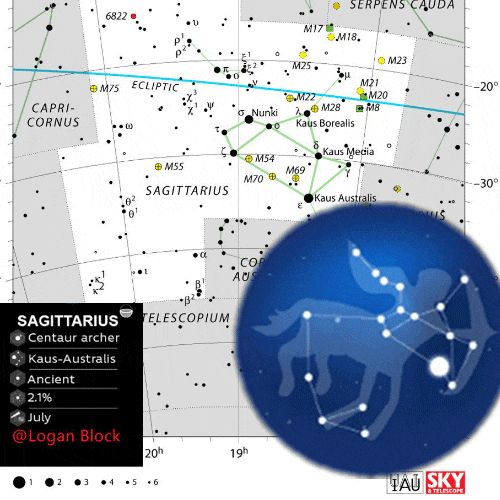 SERPENS CAUDA
6822
υ
M17
M18
ρ¹
ρ²
ξ¹
ξ²
M23
M25
π
ο
μ
ν
M21
20°
M75
ECLIPTIC
M20
CAPRI-
CORNUS
χ³
χ¹
ψ
M22
M28
M8
σ
Nunki
λ
Kaus Borealis
ω
τ
φ
δ
ζ
Kaus Media
M54
γ
M55
M70
M69
30°
SAGITTARIUS
ε
Kaus Australis
θ²
θ¹
α
COR
AUS
κ¹
κ²
ι
β¹
β²
TELESCOPIUM
SAGITTARIUS
Centaur archer
Kaus-Australis
Ancient
2.1%
July
@Logan Block
20h
19h
1 2 3 4 5 6
IAU
SKY
& TELESCOPE